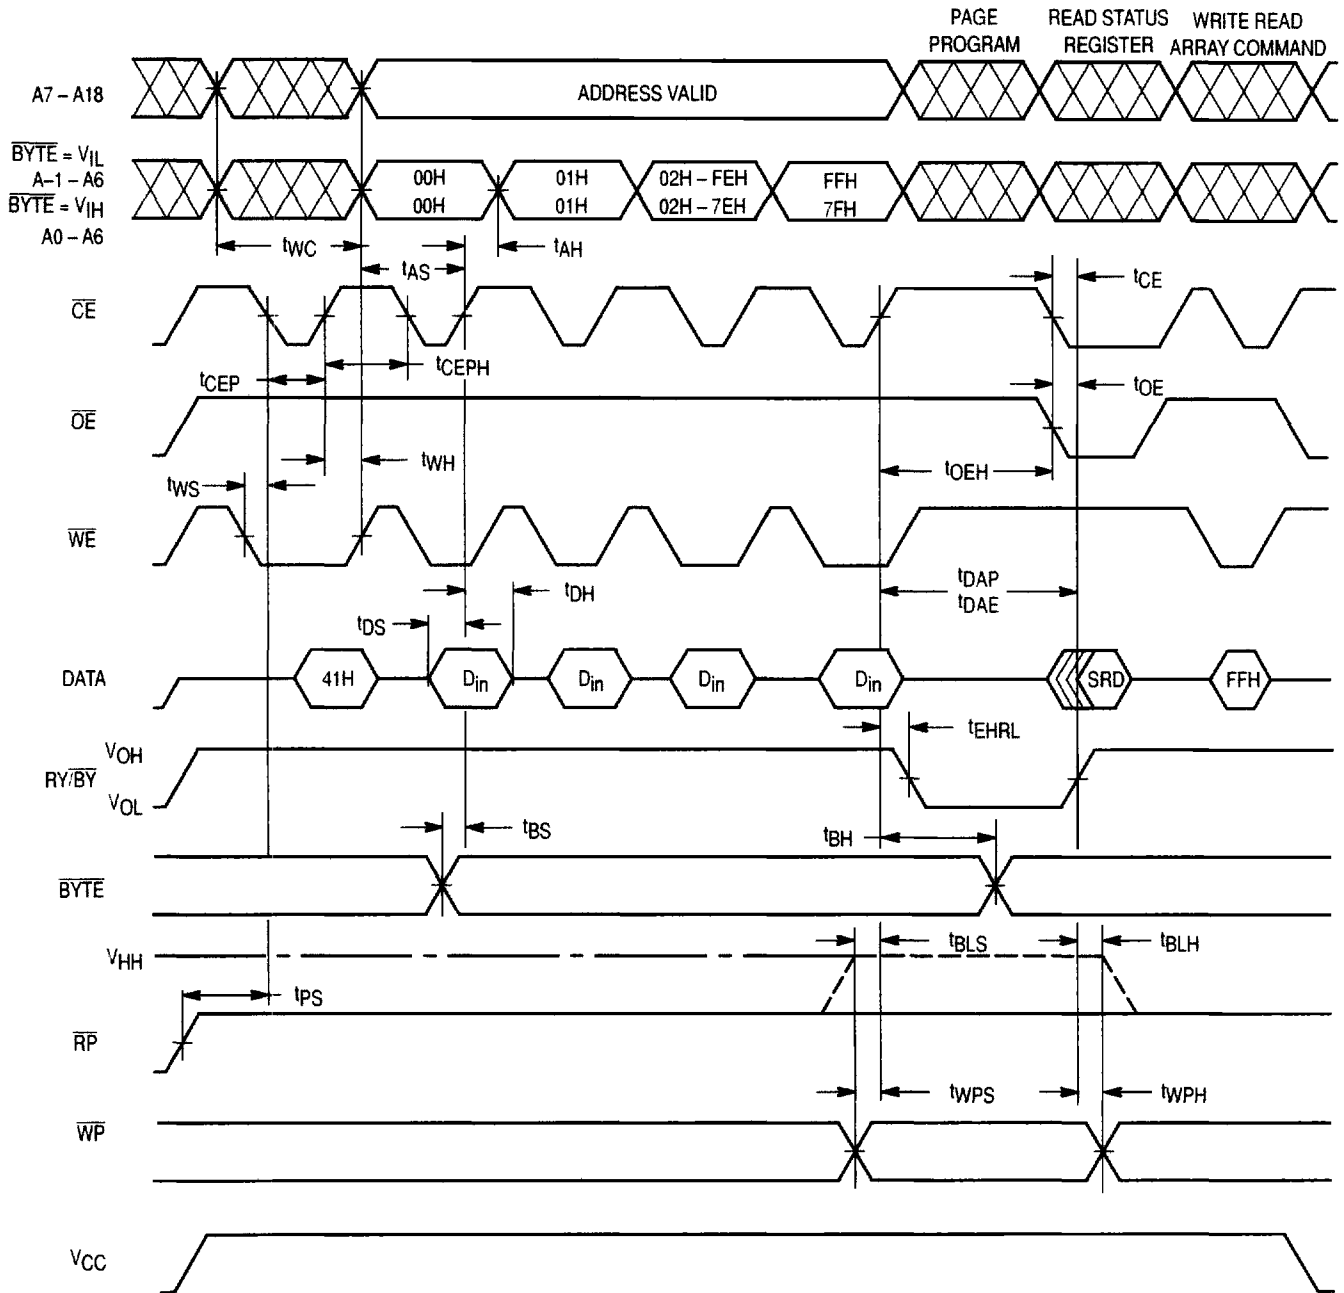 PAGE PROGRAM READ STATUS REGISTER WRITE READ ARRAY COMMAND
A7 – A18 ADDRESS VALID
BYTE = VIL
A-1 – A6 00H 01H 02H – FEH FFH
BYTE = VIH 00H 01H 02H – 7EH 7FH
A0 – A6
tWC tAH
tAS tCE
CE
tCEP tCEPH
tOE
OE
tWH tOEH
tWS
WE
tDAP
tDH tDAE
tDS
DATA 41H Din Din Din Din SRD FFH
tEHRL
VOH
RY/BY
VOL
tBS tBH
BYTE
VHH tBLS tBLH
tPS
RP
tWPS tWPH
WP
VCC